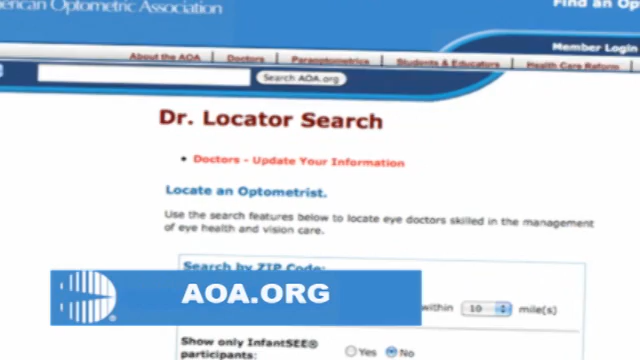 erican Optometric Association
Find an Op
Member Login
About the AOA Doctors Paraoptometrics Students & Educators Health Care Reform
Search AOA.org
Dr. Locator Search
• Doctors - Update Your Information
Locate an Optometrist.
Use the search features below to locate eye doctors skilled in the management
of eye health and vision care.
Search by ZIP Code:
AOA.ORG
within 10 mile(s)
Show only InfantSEE®
participants:
Yes No